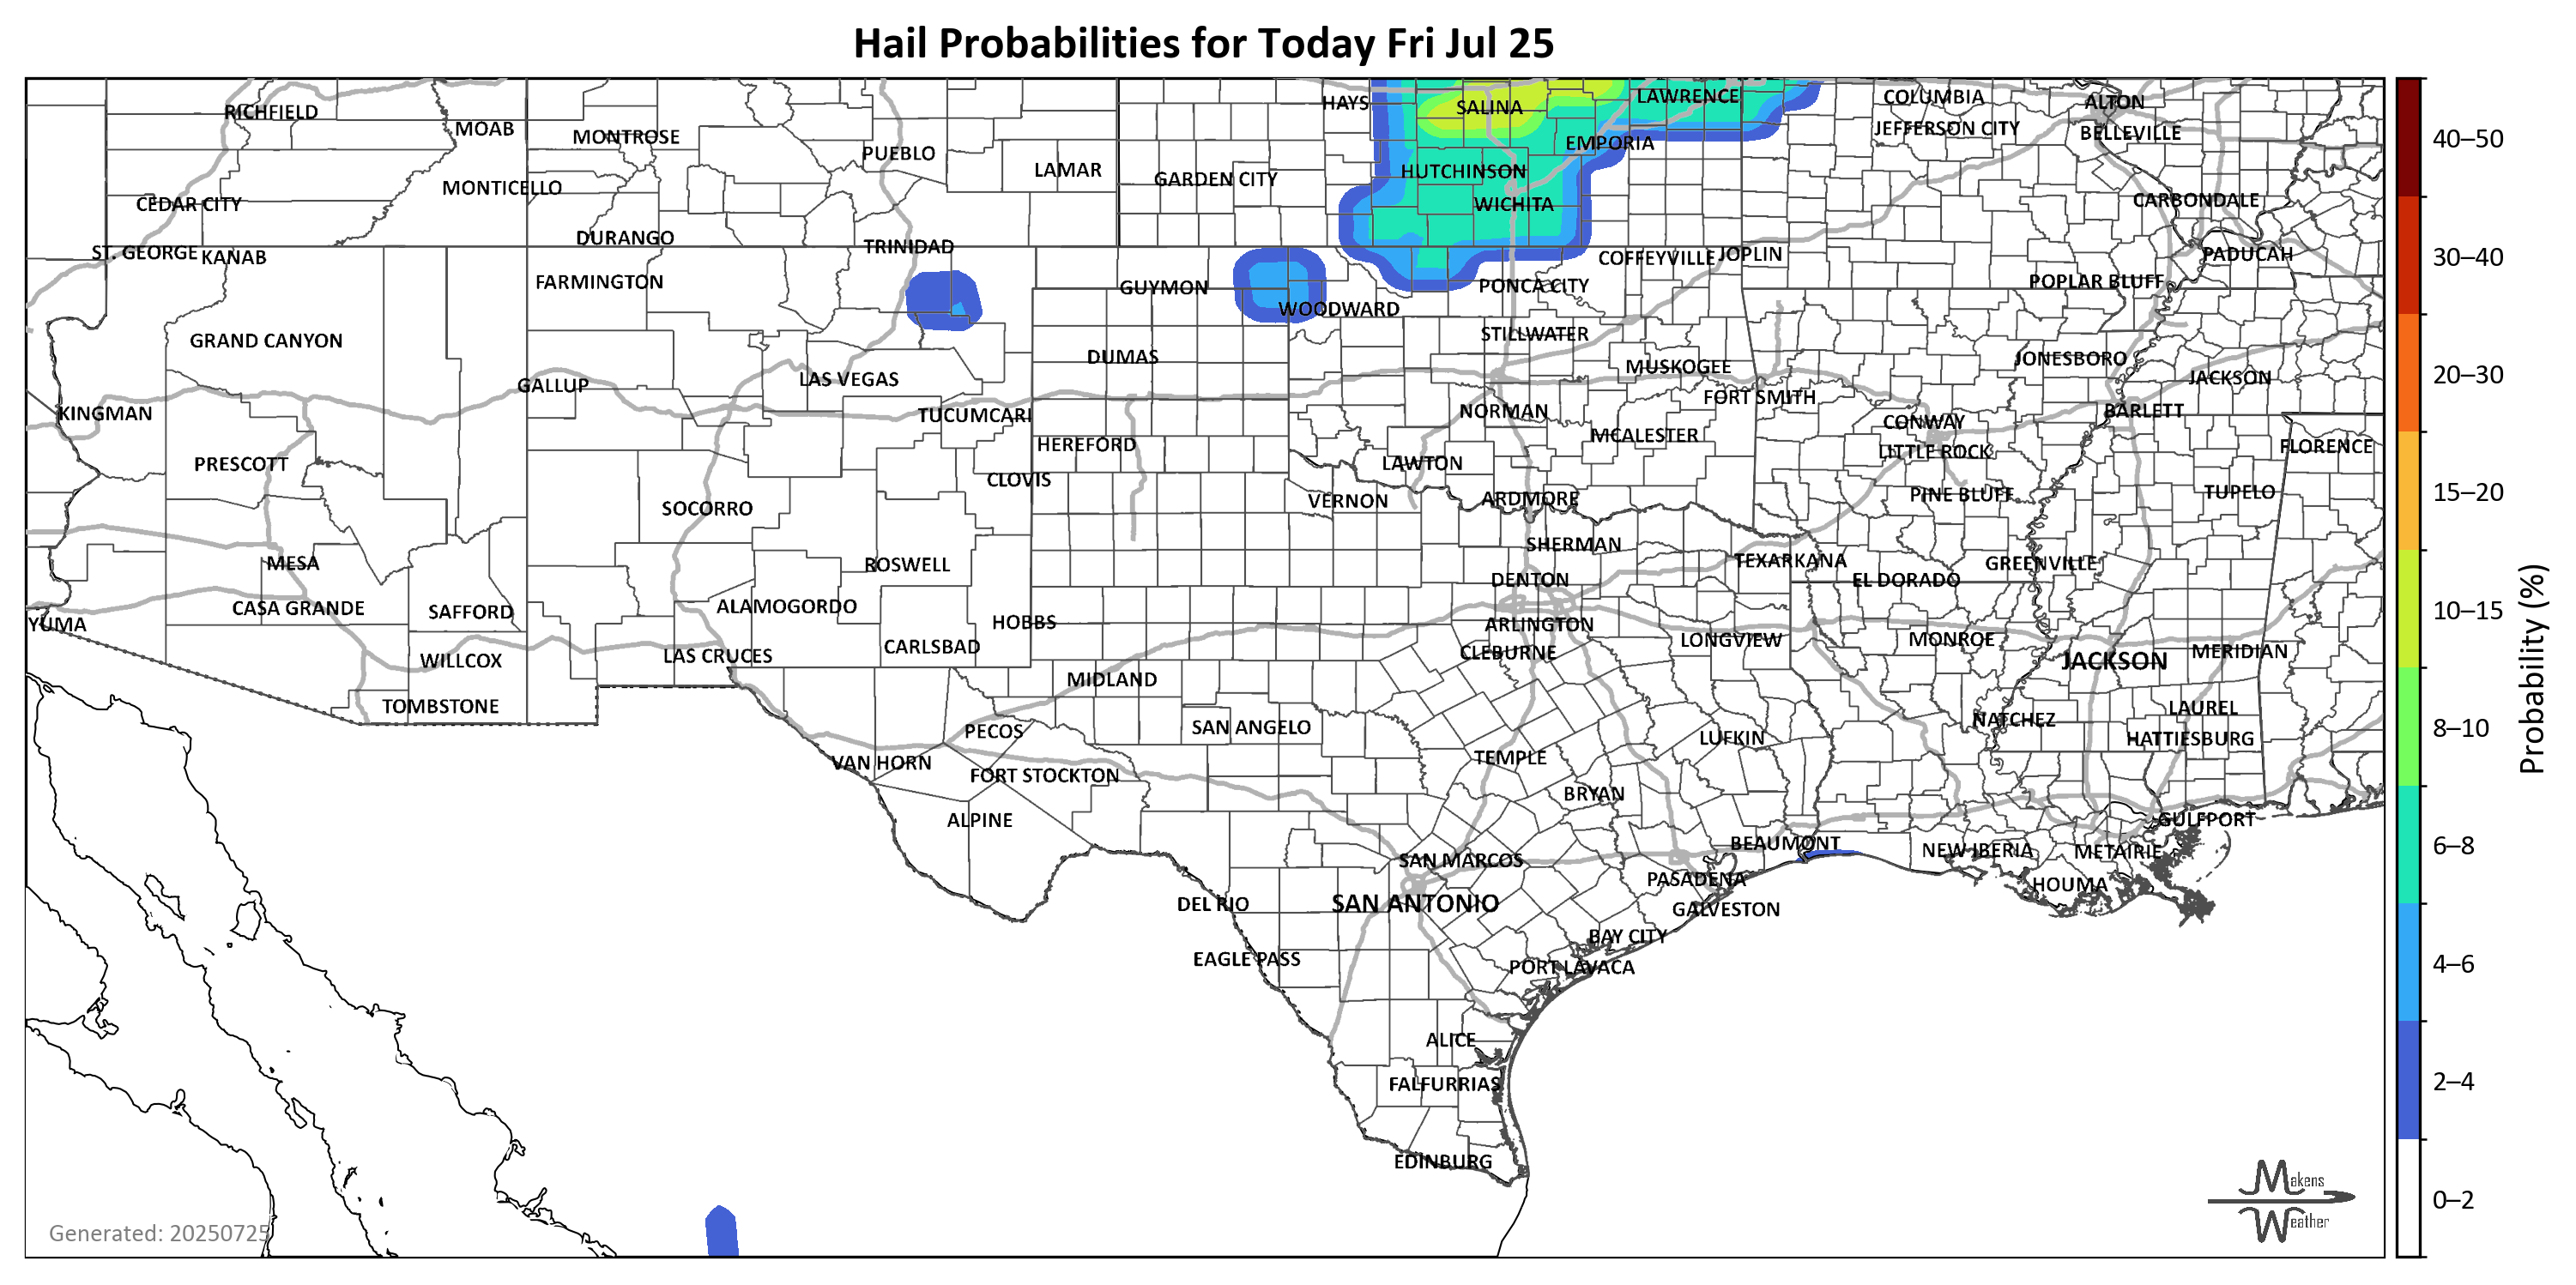 Hail Probabilities for Today Fri Jul 25
RICHFIELD
MOAB
MONTROSE
PUEBLO
LAMAR
HAYS
SALINA
LAWRENCE
COLUMBIA
ALTON
JEFFERSON CITY
BELLEVILLE
EMPORIA
HUTCHINSON
GARDEN CITY
MONTICELLO
CEDAR CITY
WICHITA
CARBONDALE
DURANGO
TRINIDAD
ST. GEORGE
KANAB
COFFEYVILLE
JOPLIN
PADUCAH
FARMINGTON
GUYMON
PONCA CITY
POPLAR BLUFF
WOODWARD
GRAND CANYON
STILLWATER
DUMAS
MUSKOGEE
JONESBORO
LAS VEGAS
JACKSON
GALLUP
FORT SMITH
KINGMAN
TUCUMCARI
NORMAN
BARLETT
CONWAY
HEREFORD
MCALESTER
LITTLE ROCK
FLORENCE
PRESCOTT
LAWTON
CLOVIS
VERNON
ARDMORE
PINE BLUFF
TUPELO
SOCORRO
SHERMAN
MESA
ROSWELL
TEXARKANA
GREENVILLE
DENTON
EL DORADO
CASA GRANDE
SAFFORD
ALAMOGORDO
HOBBS
ARLINGTON
YUMA
CARLSBAD
CLEBURNE
LONGVIEW
MONROE
WILLCOX
LAS CRUCES
JACKSON
MERIDIAN
MIDLAND
TOMBSTONE
SAN ANGELO
NATCHEZ
LAUREL
PECOS
LUFKIN
HATTIESBURG
VAN HORN
FORT STOCKTON
TEMPLE
BRYAN
ALPINE
GULFPORT
BEAUMONT
SAN MARCOS
NEW IBERIA
METAIRIE
PASADENA
HOUMA
DEL RIO
SAN ANTONIO
GALVESTON
BAY CITY
EAGLE PASS
PORT LAVACA
ALICE
FALFURRIAS
EDINBURG
Generated: 20250725
Makens
Weather
40–50
30–40
20–30
15–20
10–15
8–10
6–8
4–6
2–4
0–2
Probability (%)